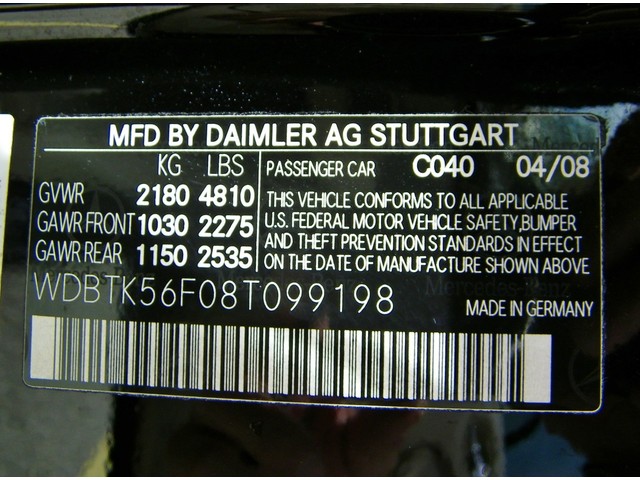 MFD BY DAIMLER AG STUTTGART
KG LBS
GVWR 2180 4810
GAWR FRONT 1030 2275
GAWR REAR 1150 2535
PASSENGER CAR C040 04/08
THIS VEHICLE CONFORMS TO ALL APPLICABLE
U.S. FEDERAL MOTOR VEHICLE SAFETY, BUMPER
AND THEFT PREVENTION STANDARDS IN EFFECT
ON THE DATE OF MANUFACTURE SHOWN ABOVE
WDBTK56F08T099198
MADE IN GERMANY